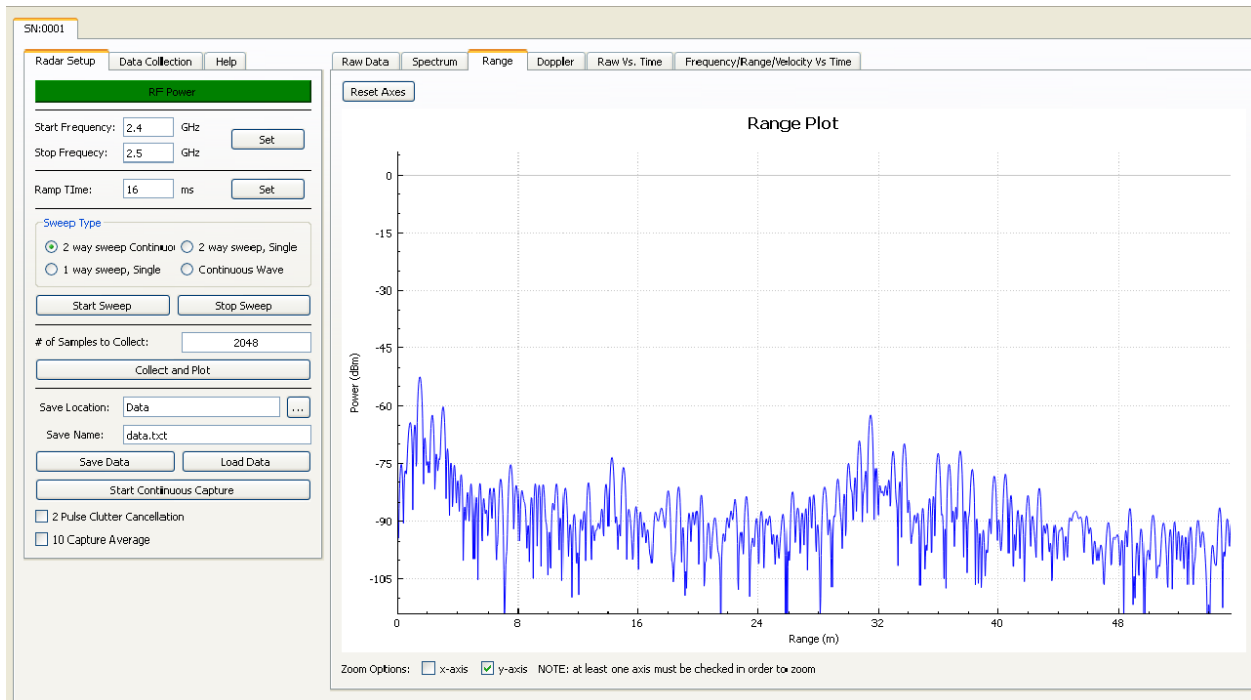 SN:0001
Radar Setup Data Collection Help
RF Power
Start Frequency: 2.4 GHz
Set
Stop Frequecy: 2.5 GHz
Ramp TIme: 16 ms Set
Sweep Type
2 way sweep Continuo 2 way sweep, Single
1 way sweep, Single Continuous Wave
Start Sweep Stop Sweep
# of Samples to Collect: 2048
Collect and Plot
Save Location: Data ...
Save Name: data.txt
Save Data Load Data
Start Continuous Capture
2 Pulse Clutter Cancellation
10 Capture Average
Raw Data Spectrum Range Doppler Raw Vs. Time Frequency/Range/Velocity Vs Time
Reset Axes
Range Plot
Power (dBm)
0
-15
-30
-45
-60
-75
-90
-105
0 8 16 24 32 40 48
Range (m)
Zoom Options: x-axis y-axis NOTE: at least one axis must be checked in order to zoom